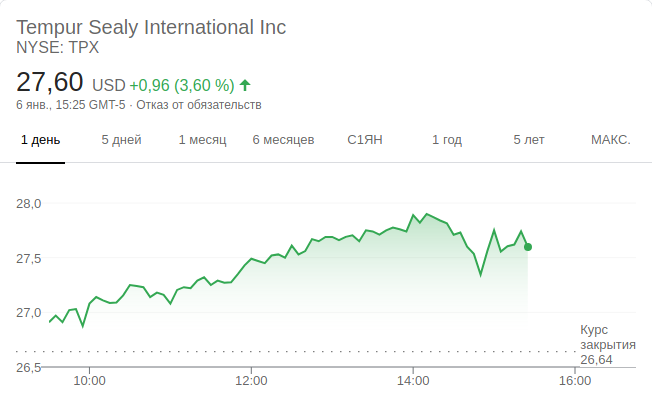 Tempur Sealy International Inc
NYSE: TPX
27,60 USD +0,96 (3,60 %)
6 янв., 15:25 GMT-5 · Отказ от обязательств
1 день 5 дней 1 месяц 6 месяцев С1ЯН 1 год 5 лет МАКС.
28,0
27,5
27,0
Курс
закрытия
26,64
26,5
10:00 12:00 14:00 16:00